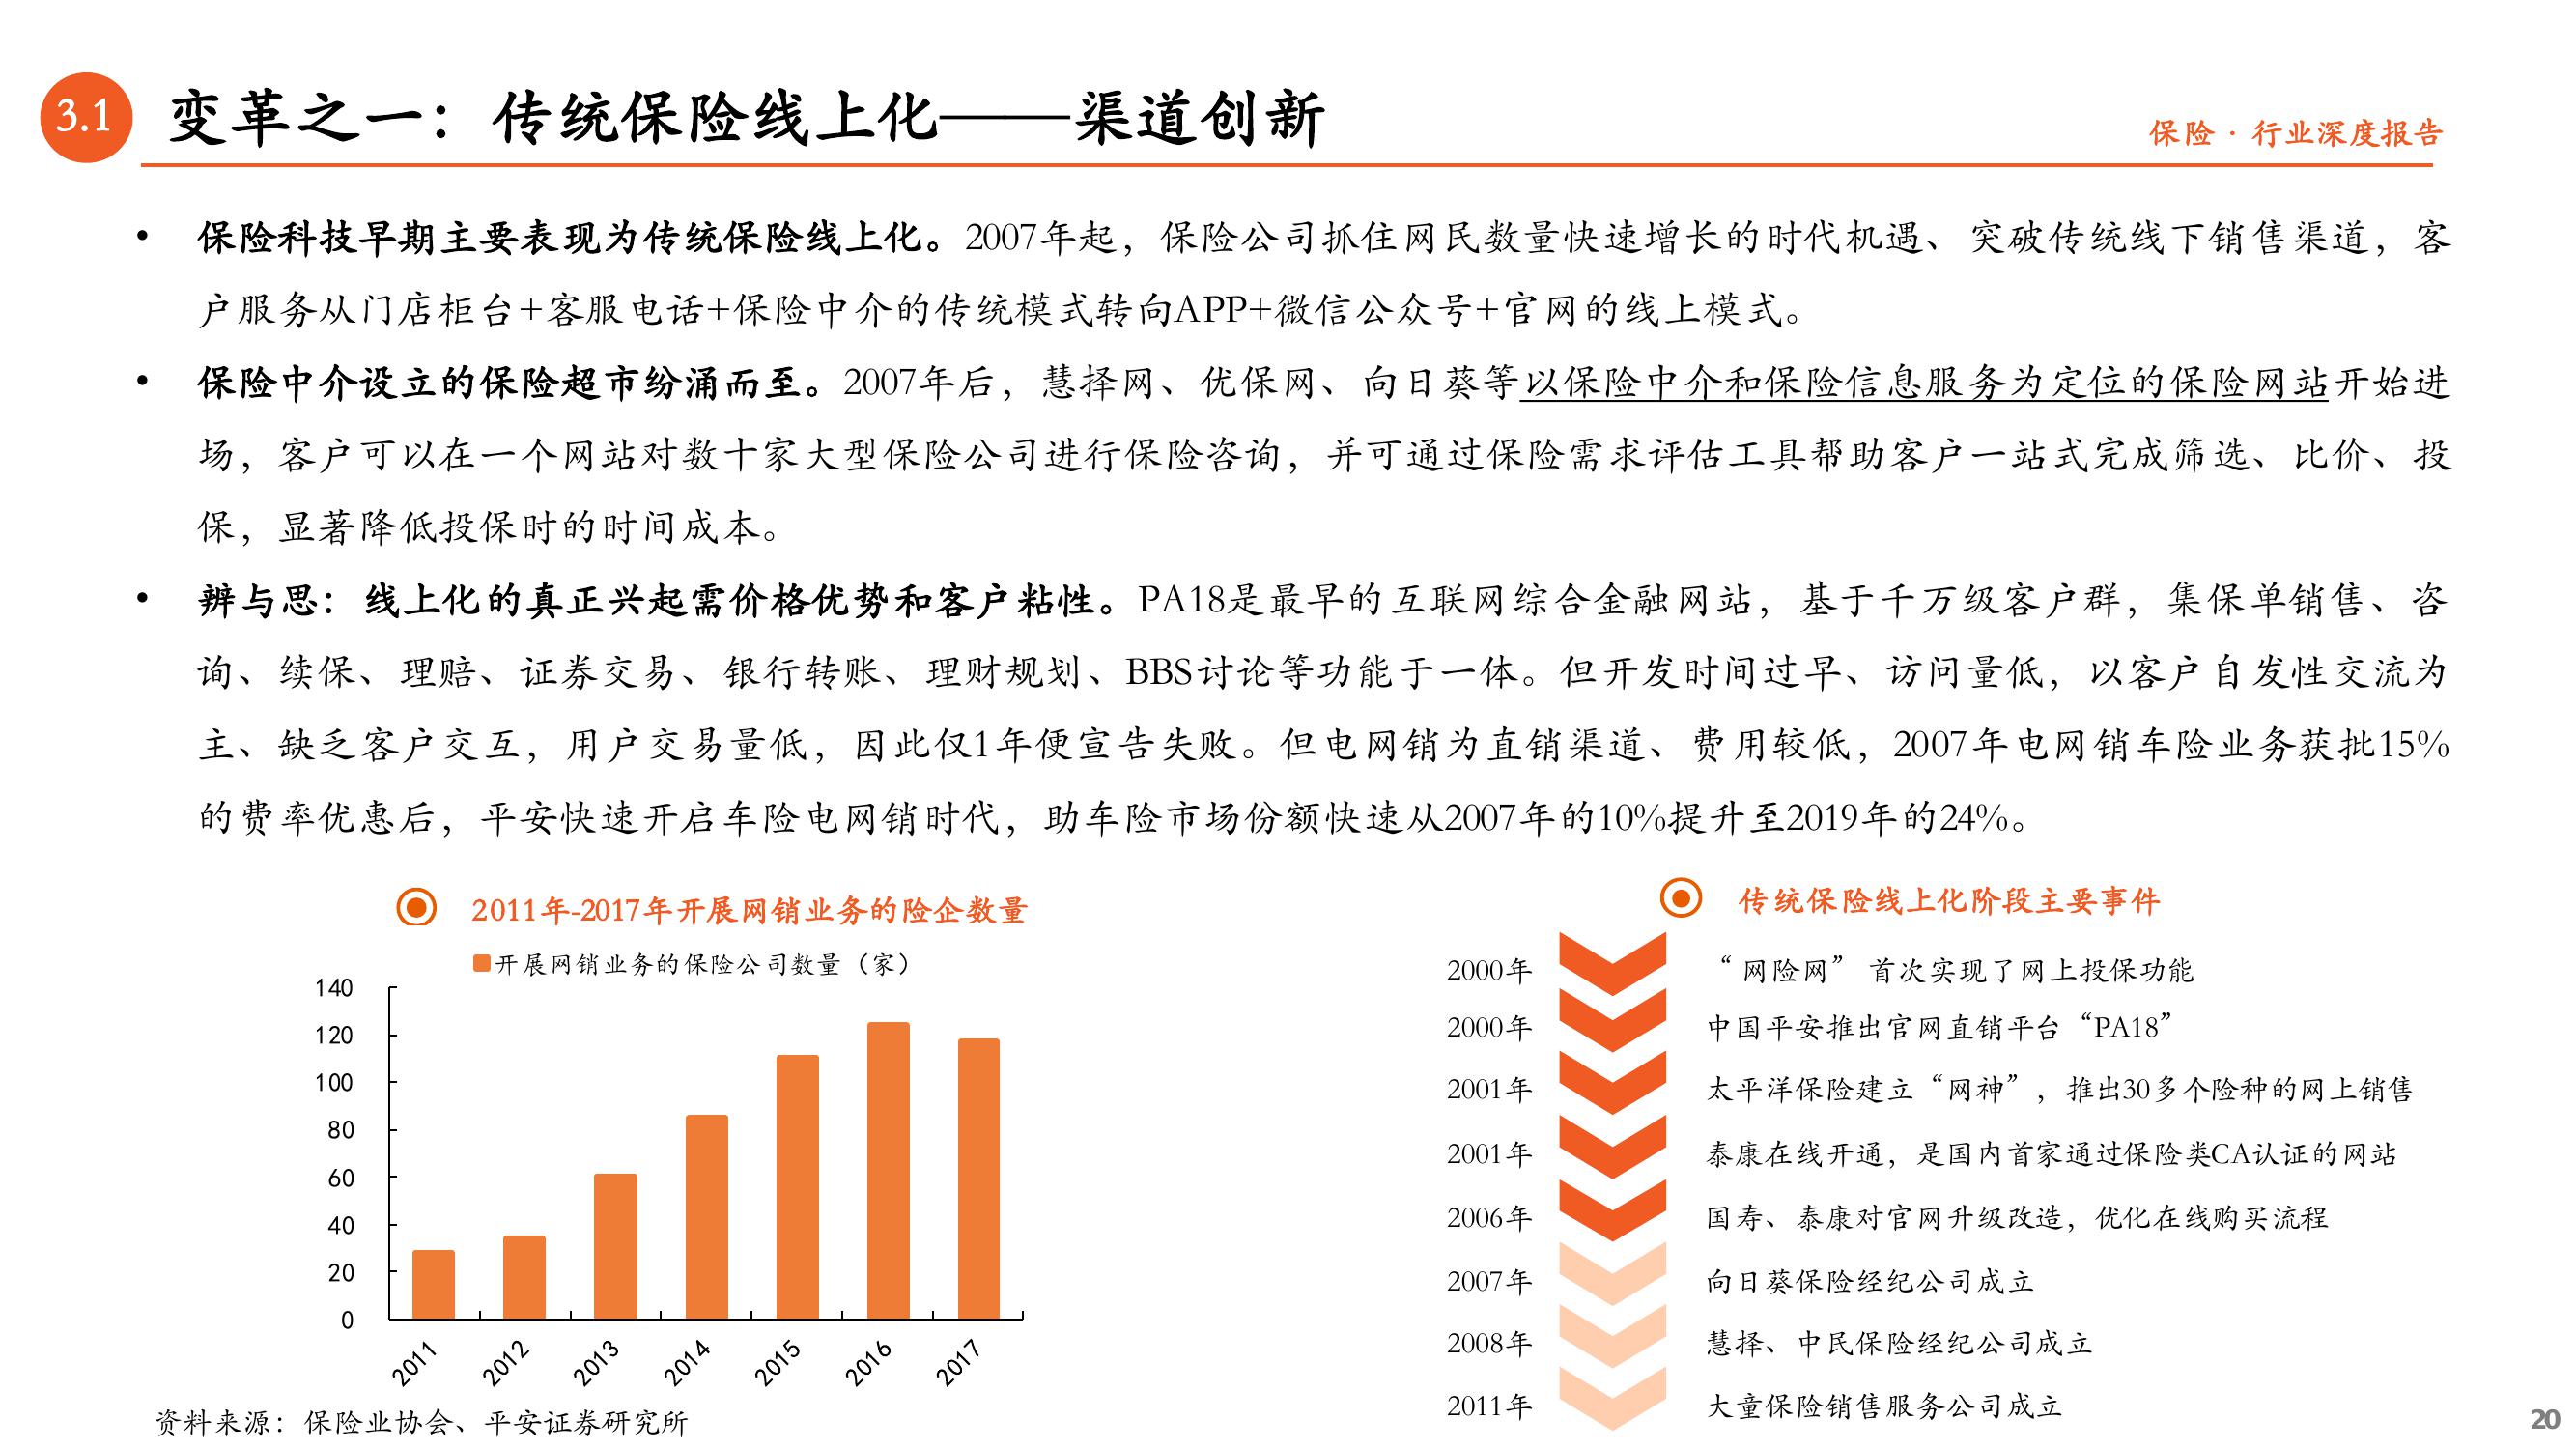 3.1
变革之一：传统保险线上化——渠道创新
保险·行业深度报告
• 保险科技早期主要表现为传统保险线上化。2007年起，保险公司抓住网民数量快速增长的时代机遇、突破传统线下销售渠道，客
户服务从门店柜台+客服电话+保险中介的传统模式转向APP+微信公众号+官网的线上模式。
• 保险中介设立的保险超市纷涌而至。2007年后，慧择网、优保网、向日葵等以保险中介和保险信息服务为定位的保险网站开始进
场，客户可以在一个网站对数十家大型保险公司进行保险咨询，并可通过保险需求评估工具帮助客户一站式完成筛选、比价、投
保，显著降低投保时的时间成本。
• 辨与思：线上化的真正兴起需价格优势和客户粘性。PA18是最早的互联网综合金融网站，基于千万级客户群，集保单销售、咨
询、续保、理赔、证券交易、银行转账、理财规划、BBS讨论等功能于一体。但开发时间过早、访问量低，以客户自发性交流为
主、缺乏客户交互，用户交易量低，因此仅1年便宣告失败。但电网销为直销渠道、费用较低，2007年电网销车险业务获批15%
的费率优惠后，平安快速开启车险电网销时代，助车险市场份额快速从2007年的10%提升至2019年的24%。
2011年-2017年开展网销业务的险企数量
开展网销业务的保险公司数量（家）
140
120
100
80
60
40
20
0
2011 2012 2013 2014 2015 2016 2017
资料来源：保险业协会、平安证券研究所
传统保险线上化阶段主要事件
2000年 “网险网” 首次实现了网上投保功能
2000年 中国平安推出官网直销平台“PA18”
2001年 太平洋保险建立“网神”，推出30多个险种的网上销售
2001年 泰康在线开通，是国内首家通过保险类CA认证的网站
2006年 国寿、泰康对官网升级改造，优化在线购买流程
2007年 向日葵保险经纪公司成立
2008年 慧择、中民保险经纪公司成立
2011年 大童保险销售服务公司成立
20